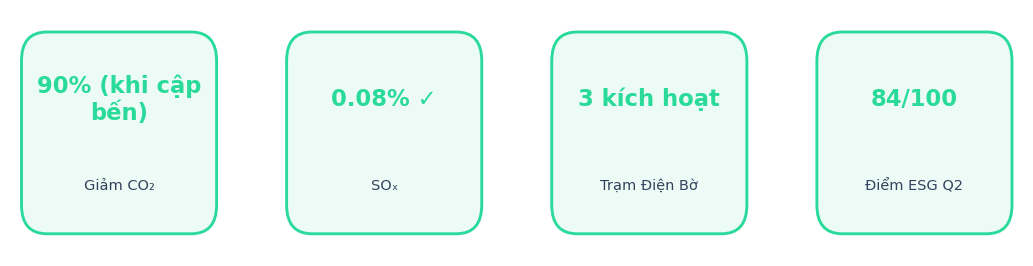 90% (khi cập
bến)
Giảm CO₂
0.08% ✓
SOₓ
3 kích hoạt
Trạm Điện Bờ
84/100
Điểm ESG Q2